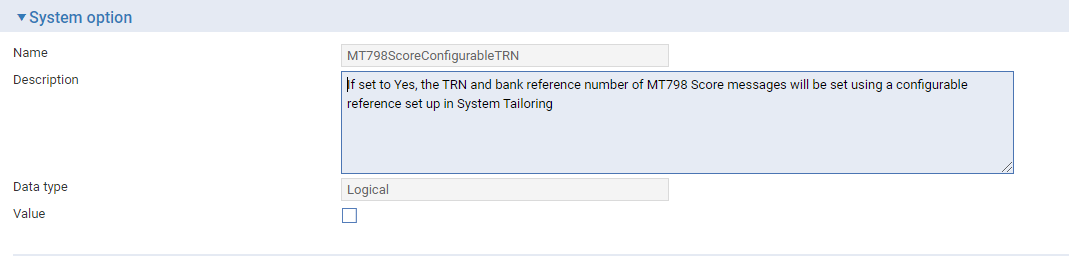 System option
Name
MT798ScoreConfigurableTRN
Description
If set to Yes, the TRN and bank reference number of MT798 Score messages will be set using a configurable
reference set up in System Tailoring
Data type
Logical
Value